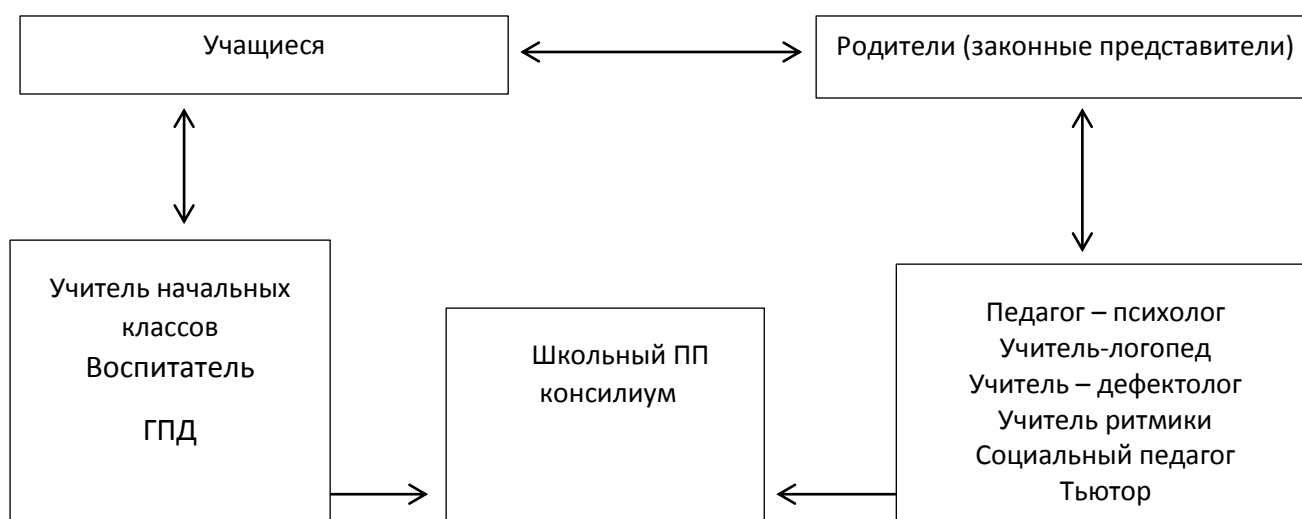 Учащиеся
Родители (законные представители)
Учитель начальных
классов
Воспитатель
ГПД
Школьный ПП
консилиум
Педагог – психолог
Учитель-логопед
Учитель – дефектолог
Учитель ритмики
Социальный педагог
Тьютор